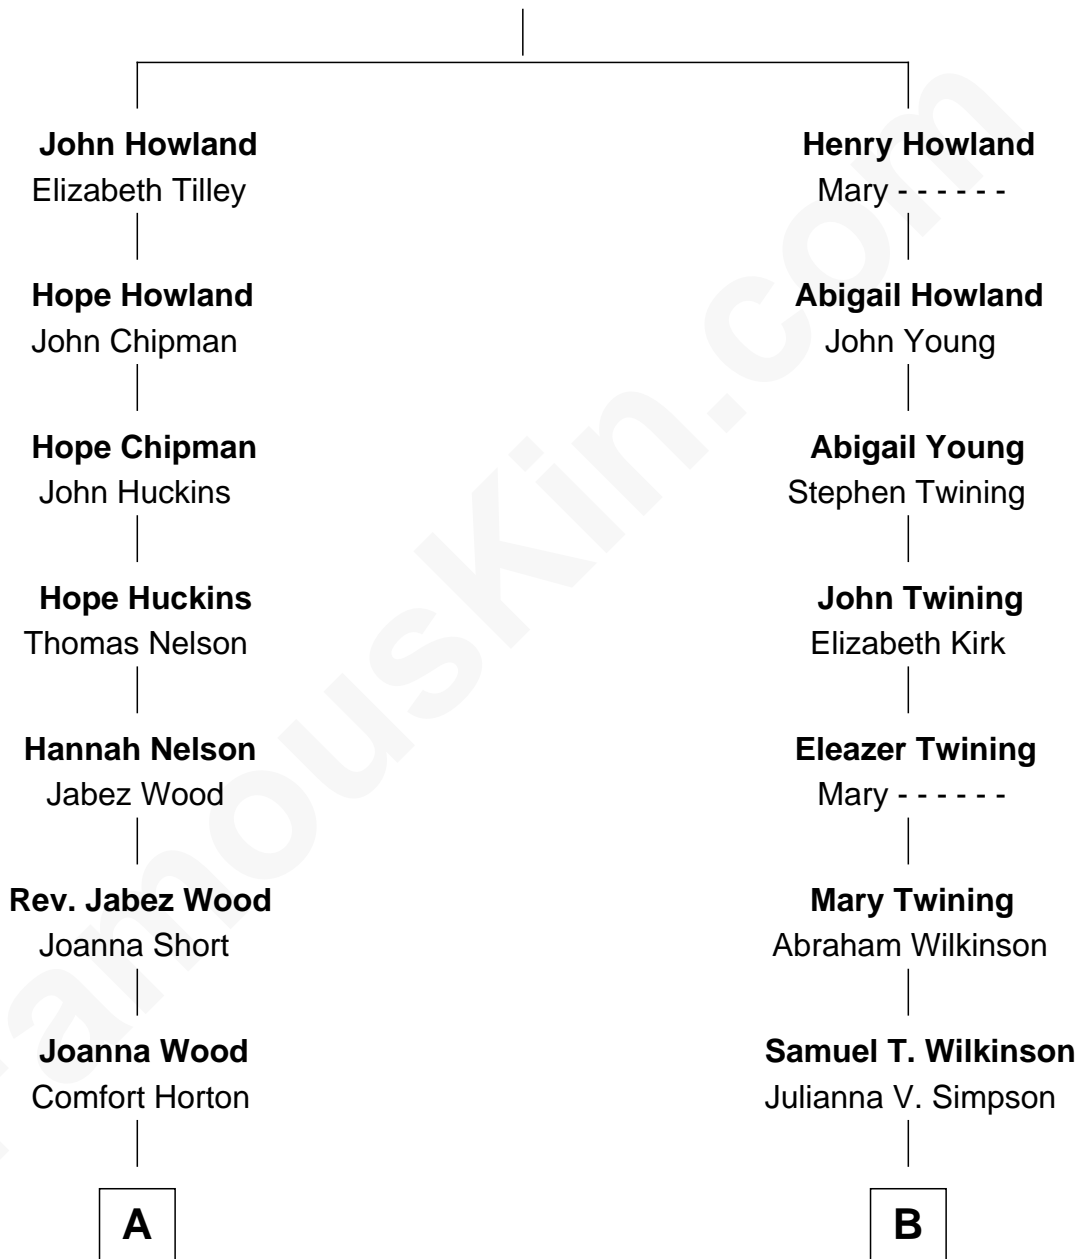 John Howland
Elizabeth Tilley
Hope Howland
John Chipman
Hope Chipman
John Huckins
Hope Huckins
Thomas Nelson
Hannah Nelson
Jabez Wood
Rev. Jabez Wood
Joanna Short
Joanna Wood
Comfort Horton
A
Henry Howland
Mary - - - - - -
Abigail Howland
John Young
Abigail Young
Stephen Twining
John Twining
Elizabeth Kirk
Eleazer Twining
Mary - - - - - -
Mary Twining
Abraham Wilkinson
Samuel T. Wilkinson
Julianna V. Simpson
B
FamousKin.com